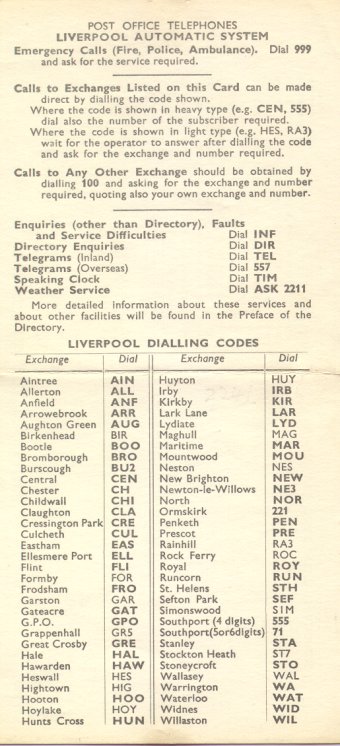 POST OFFICE TELEPHONES
LIVERPOOL AUTOMATIC SYSTEM
Emergency Calls (Fire, Police, Ambulance). Dial 999
and ask for the service required.
Calls to Exchanges Listed on this Card can be made
direct by dialling the code shown.
Where the code is shown in heavy type (e.g. CEN, 555)
dial also the number of the subscriber required.
Where the code is shown in light type (e.g. HES, RA3)
wait for the operator to answer after dialling the code
and ask for the exchange and number required.
Calls to Any Other Exchange should be obtained by
dialling 100 and asking for the exchange and number
required, quoting also your own exchange and number.
Enquiries (other than Directory), Faults
and Service Difficulties Dial INF
Directory Enquiries Dial DIR
Telegrams (Inland) Dial TEL
Telegrams (Overseas) Dial 557
Speaking Clock Dial TIM
Weather Service Dial ASK 2211
More detailed information about these services and
about other facilities will be found in the Preface of the
Directory.
LIVERPOOL DIALLING CODES
Exchange Dial Exchange Dial
Aintree AIN Huyton HUY
Allerton ALL Irby IRB
Anfield ANF Kirkby KIR
Arrowebrook ARR Lark Lane LAR
Aughton Green AUG Lydiate LYD
Birkenhead BIR Maghull MAG
Bootle BOO Maritime MAR
Bromborough BRO Mountwood MOU
Burscough BU2 Neston NES
Central CEN New Brighton NEW
Chester CH Newton-le-Willows NE3
Childwall CHI North NOR
Claughton CLA Ormskirk 221
Cressington Park CRE Penketh PEN
Culcheth CUL Prescot PRE
Eastham EAS Rainhill RA3
Ellesmere Port ELL Rock Ferry ROC
Flint FLI Royal ROY
Formby FOR Runcorn RUN
Frodsham FRO St. Helens STH
Garston GAR Sefton Park SEF
Gateacre GAT Simonswood SIM
G.P.O. GPO Southport (4 digits) 555
Grappenhall GR5 Southport(5or6digits) 71
Great Crosby GRE Stanley STA
Hale HAL Stockton Heath ST7
Hawarden HAW Stoneycroft STO
Heswall HES Wallasey WAL
Hightown HIG Warrington WA
Hooton HOO Waterloo WAT
Hoylake HOY Widnes WID
Hunts Cross HUN Willaston WIL